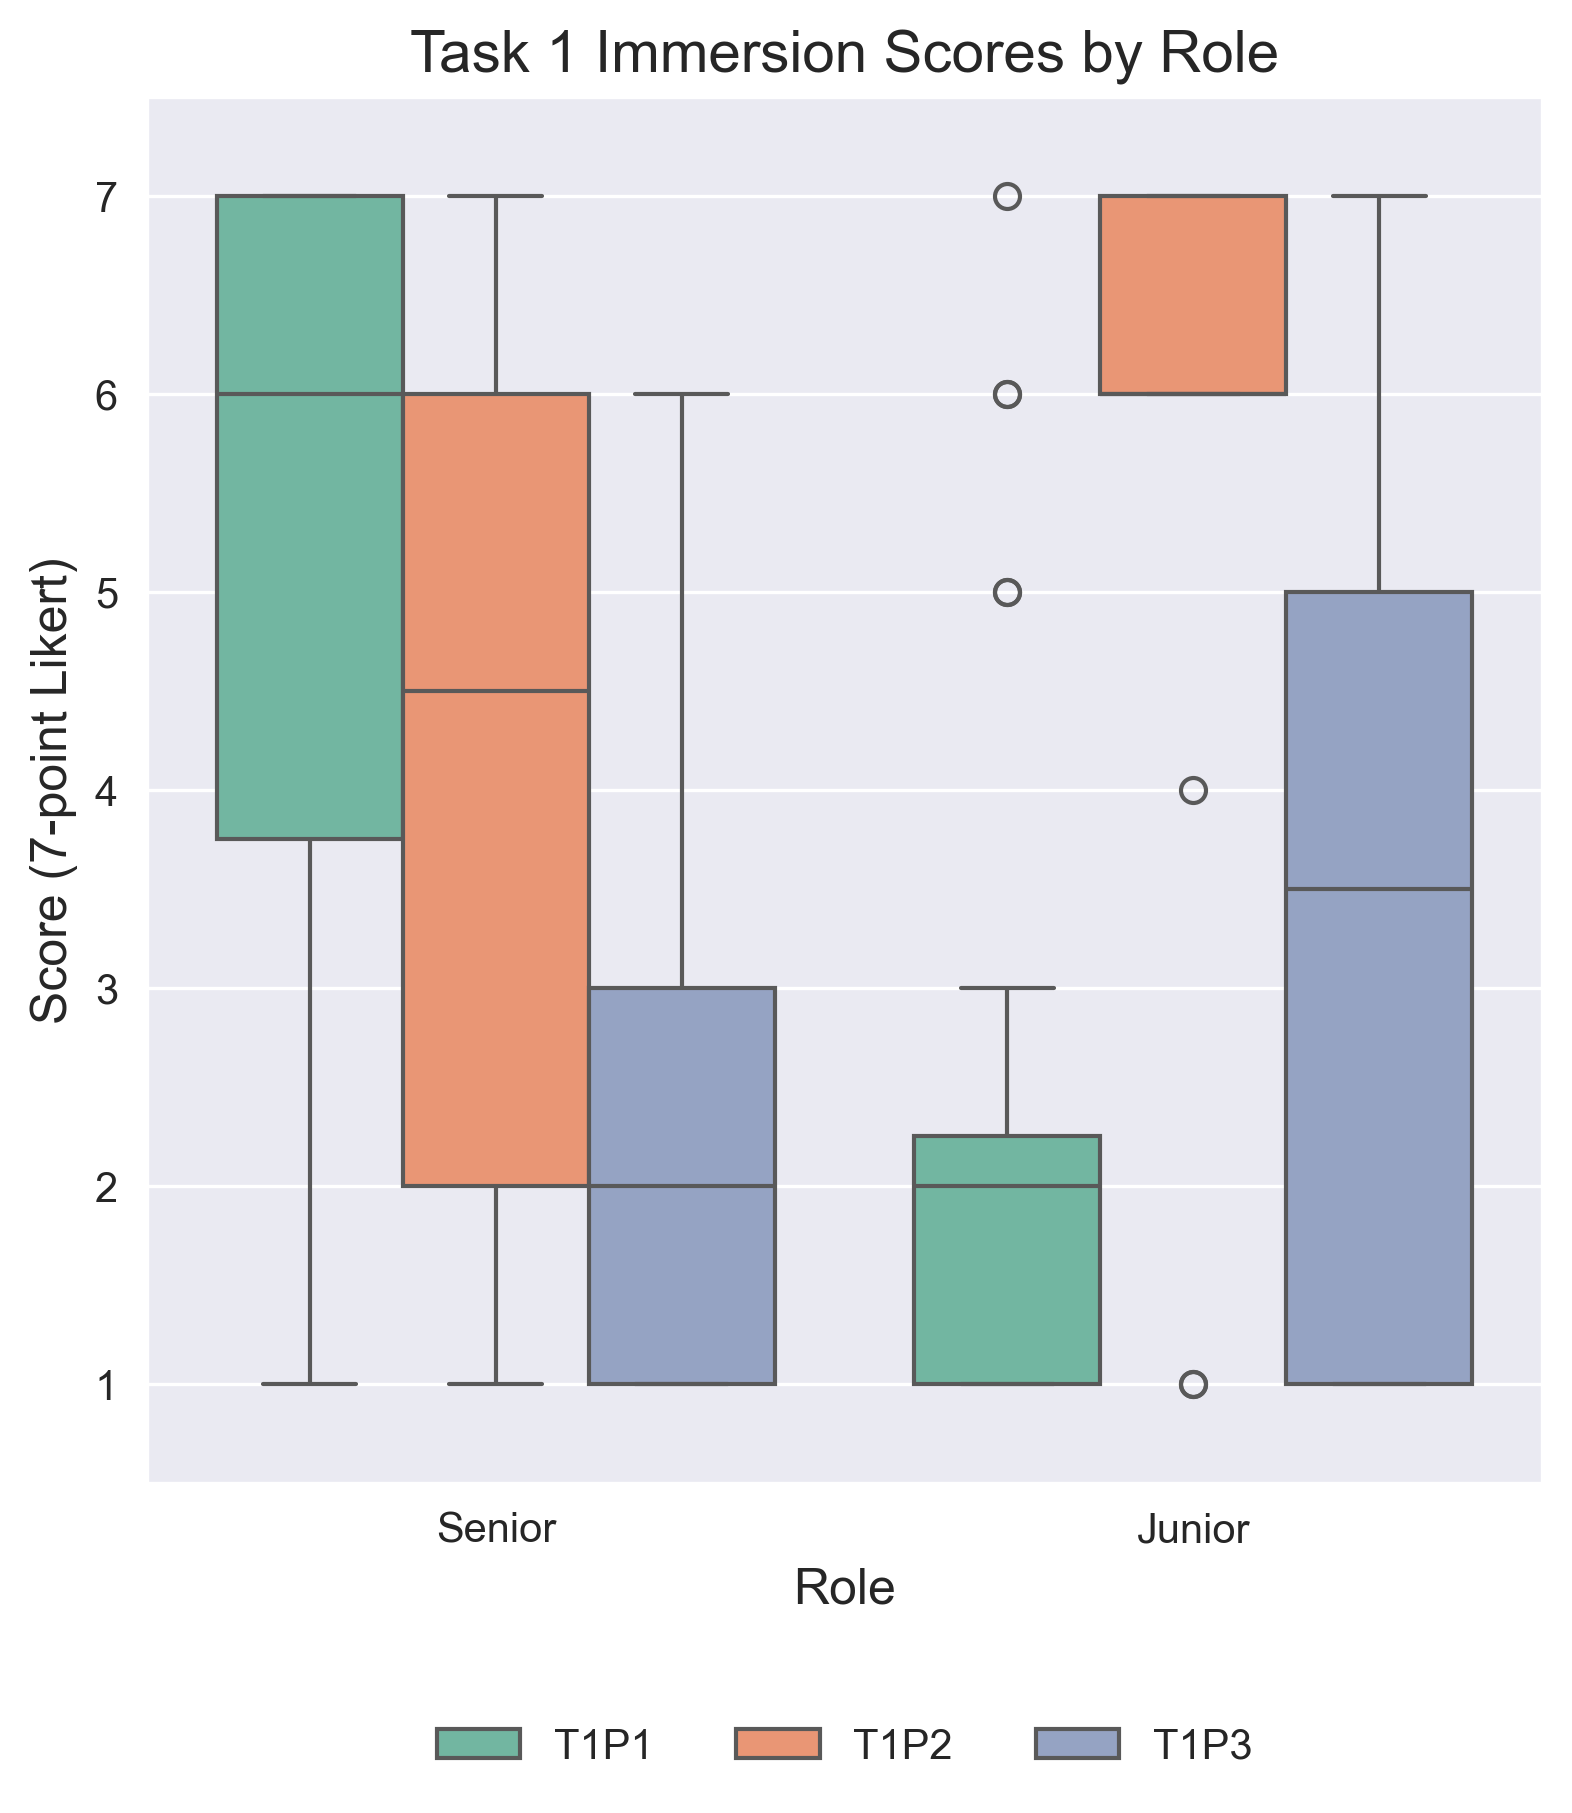 Task 1 Immersion Scores by Role
Score (7-point Likert)
7
6
5
4
3
2
1
Senior Junior
Role
T1P1 T1P2 T1P3